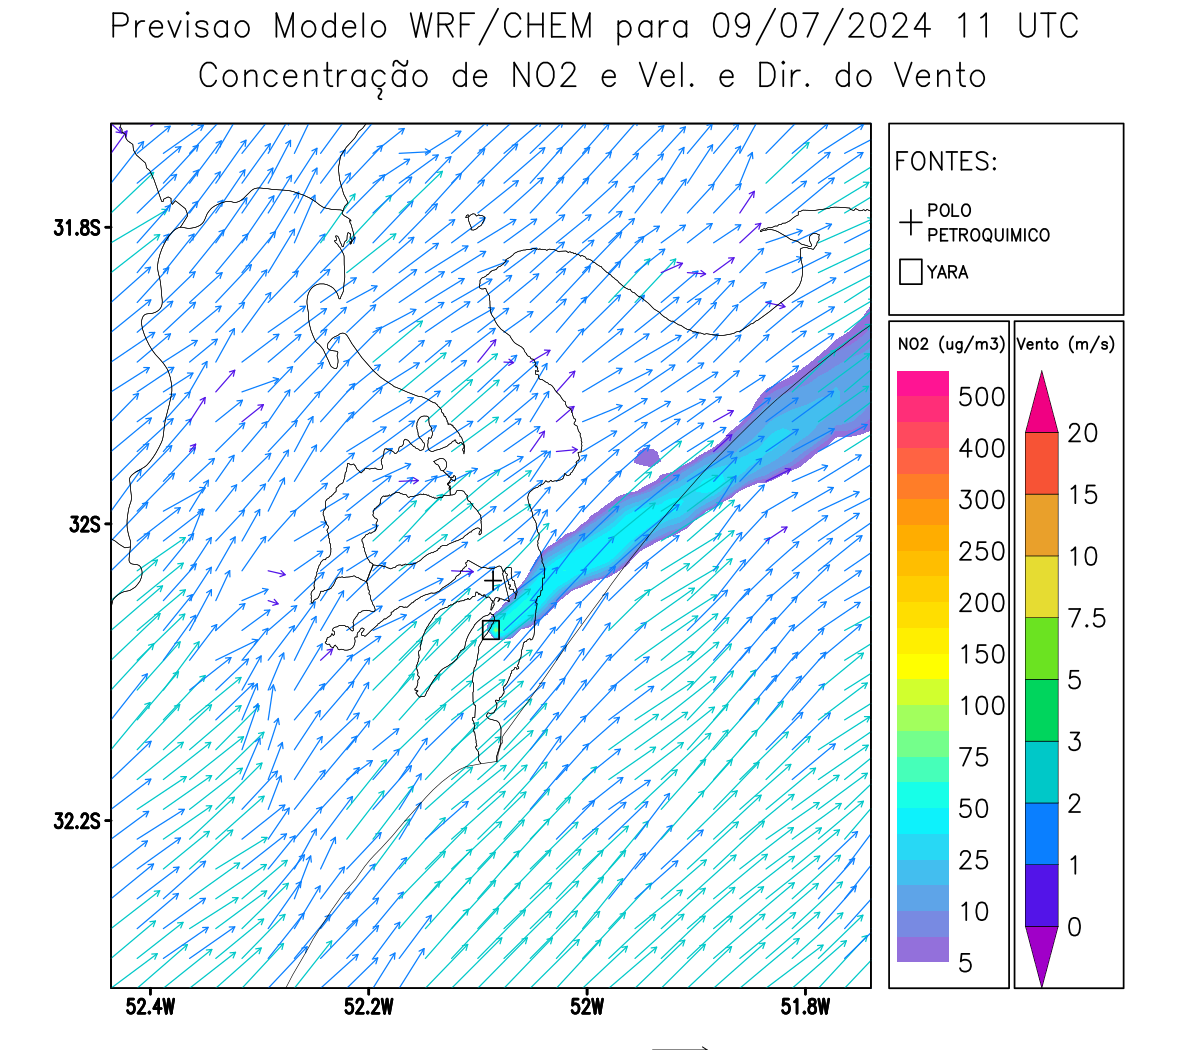 Previsao Modelo WRF/CHEM para 09/07/2024 11 UTC
Concentração de NO2 e Vel. e Dir. do Vento
FONTES:
POLO
PETROQUIMICO
YARA
31.8S
32S
32.2S
52.4W
52.2W
52W
51.8W
NO2 (ug/m3)
500
400
300
250
200
150
100
75
50
25
10
5
Vento (m/s)
20
15
10
7.5
5
3
2
1
0